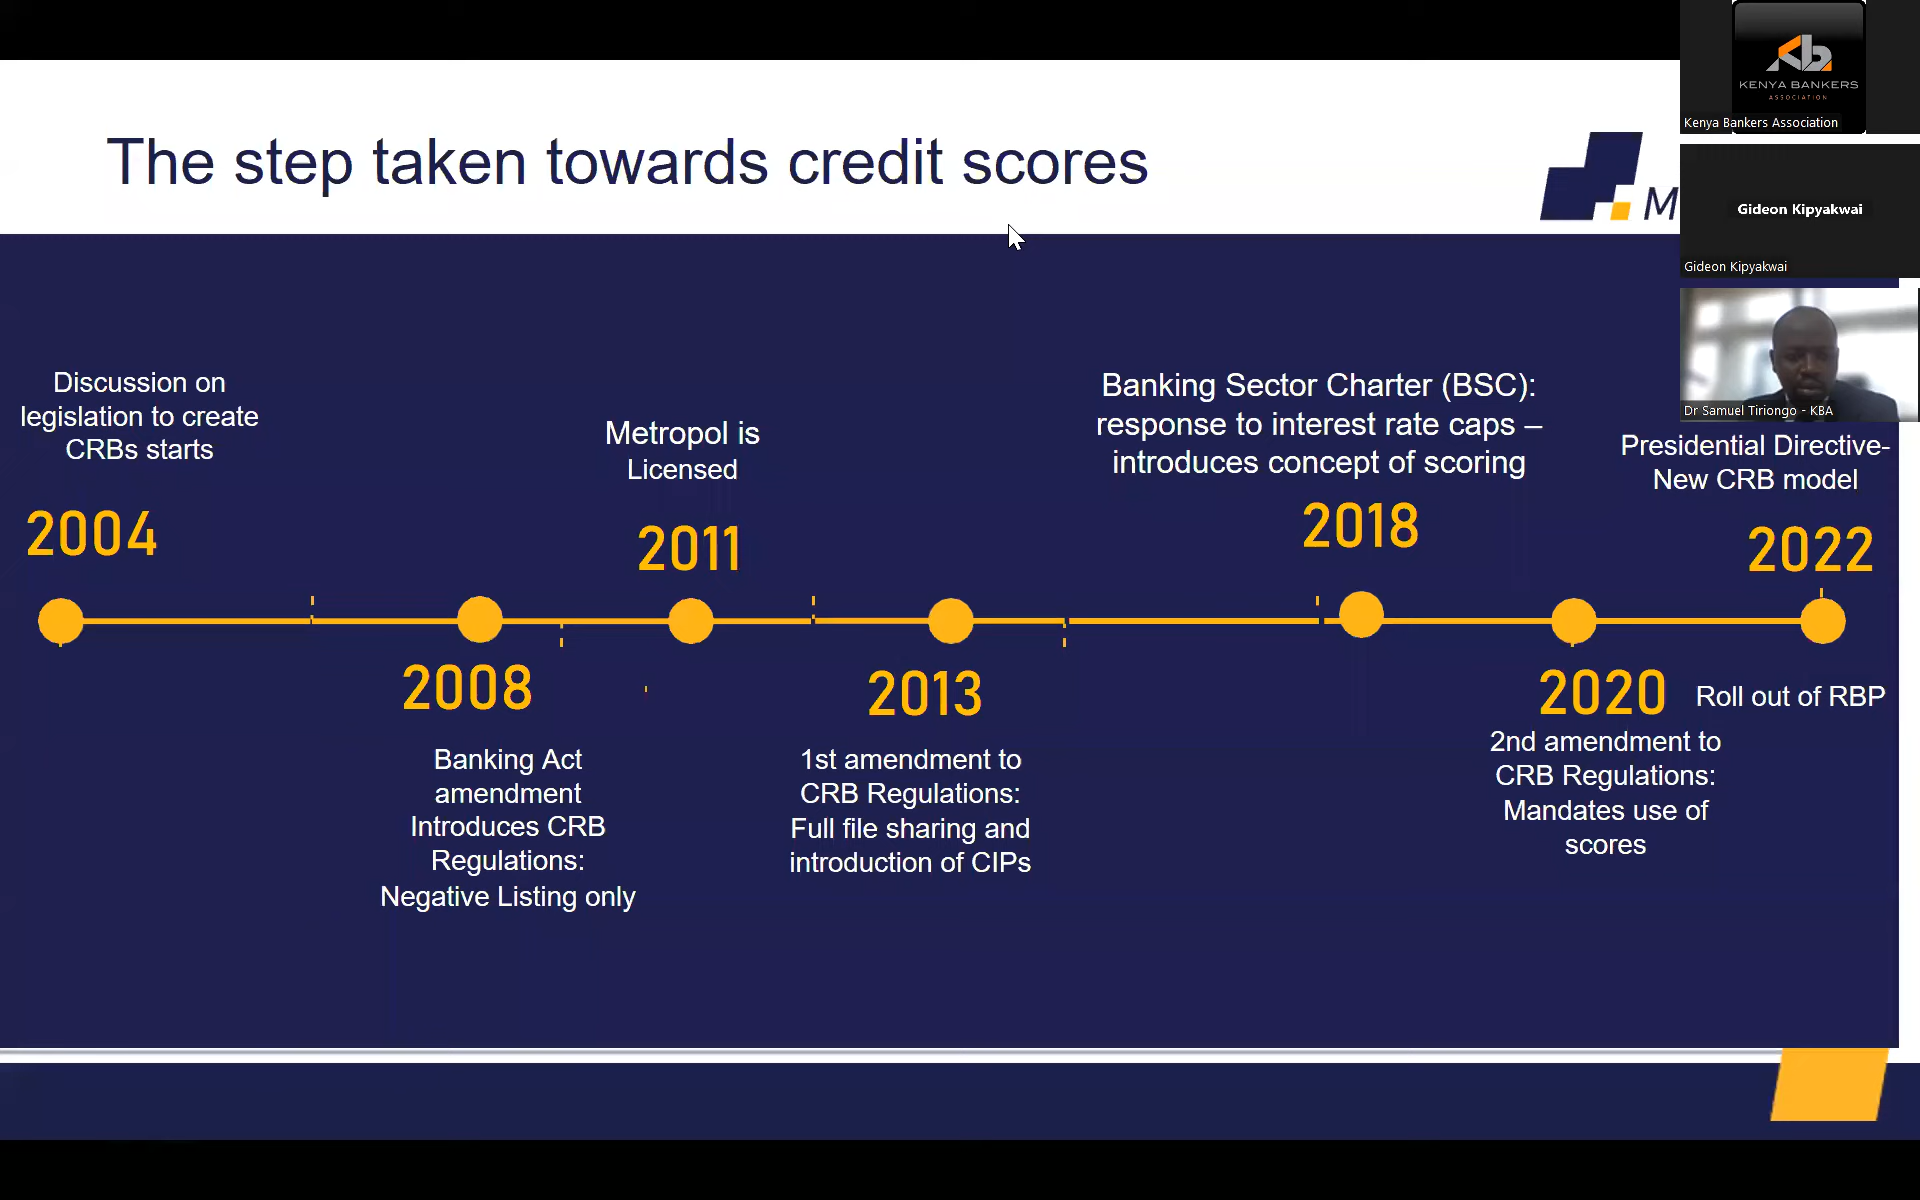 KENYA BANKERS
ASSOCIATION
Kenya Bankers Association
The step taken towards credit scores
M
Gideon Kipyakwai
Gideon Kipyakwai
Dr Samuel Tiriongo - KBA
Discussion on
legislation to create
CRBs starts
2004
Metropol is
Licensed
2011
Banking Sector Charter (BSC):
response to interest rate caps –
introduces concept of scoring
2018
Presidential Directive-
New CRB model
2022
2008
Banking Act
amendment
Introduces CRB
Regulations:
Negative Listing only
2013
1st amendment to
CRB Regulations:
Full file sharing and
introduction of CIPs
2020
2nd amendment to
CRB Regulations:
Mandates use of
scores
Roll out of RBP